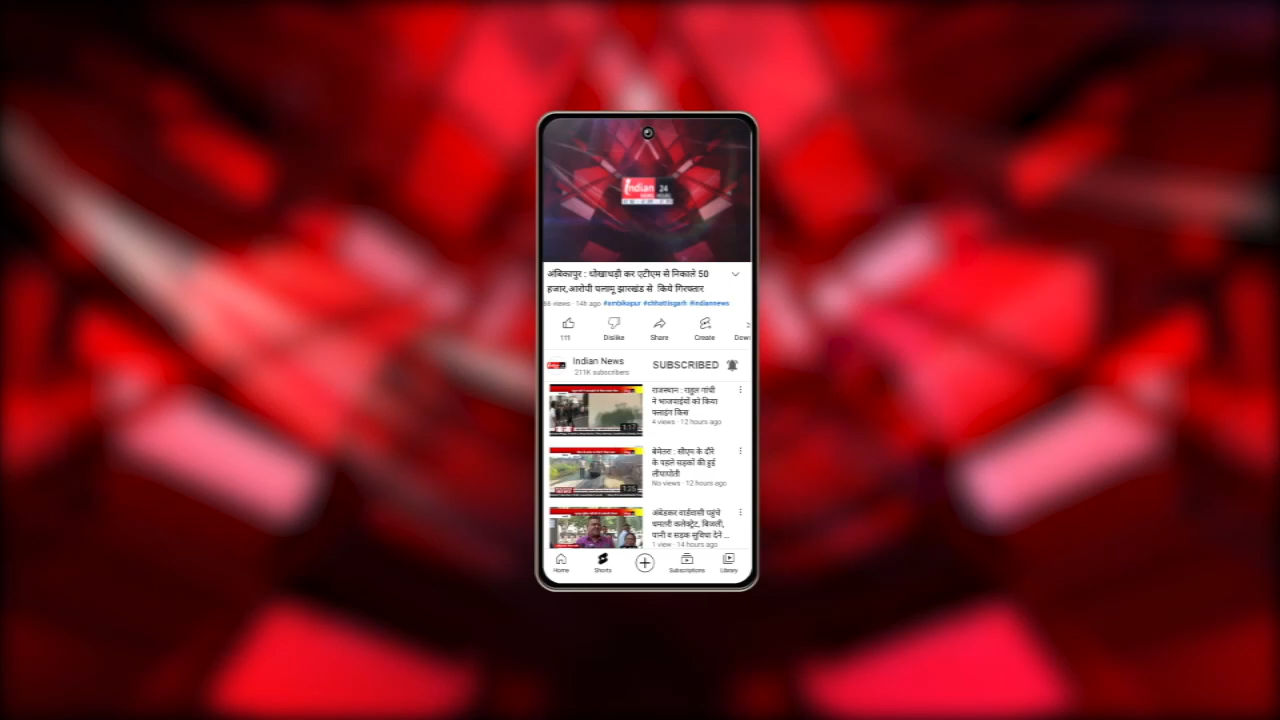 Indian 24
अंबिकापुर : धोखाधड़ी कर एटीएम से निकाले 50
हजार,आरोपी पलामू झारखंड से किये गिरफ्तार
66 views · 14h ago #ambikapur #chhattisgarh #indiannews
111 Dislike Share Create Down
Indian News
211K subscribers
SUBSCRIBED
राजस्थान : राहुल गांधी
ने भाजपाईयों को किया
फ्लाइंग किस
4 views · 12 hours ago
1:17
बेमेतरा : सीएम के दौरे
के पहले सड़कों की हुई
लीपापोती
No views · 12 hours ago
1:25
अंबेडकर वार्डवासी पहुंचे
धमतरी कलेक्ट्रेट, बिजली,
पानी व सड़क सुविधा देने ...
1 view · 14 hours ago
Home Shorts Subscriptions Library